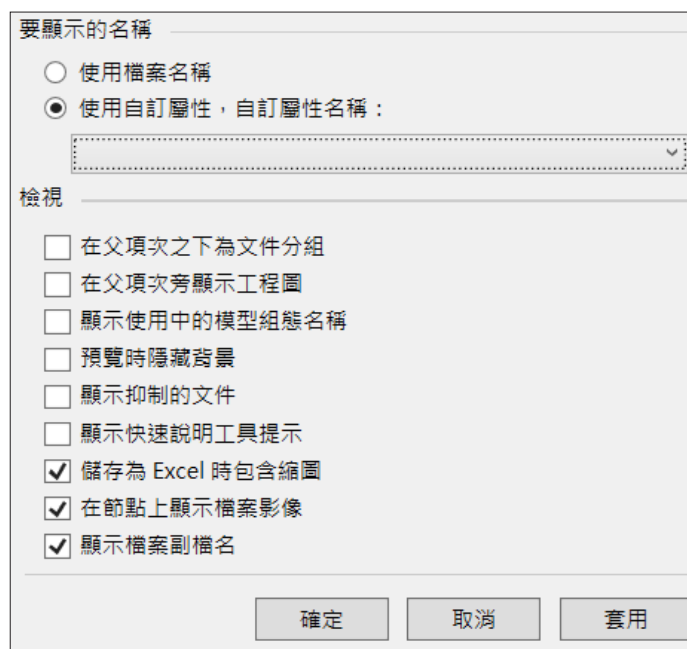 要顯示的名稱
使用檔案名稱
使用自訂屬性，自訂屬性名稱：
檢視
在父項次之下為文件分組
在父項次旁顯示工程圖
顯示使用中的模型組態名稱
預覽時隱藏背景
顯示抑制的文件
顯示快速說明工具提示
儲存為 Excel 時包含縮圖
在節點上顯示檔案影像
顯示檔案副檔名
確定 取消 套用